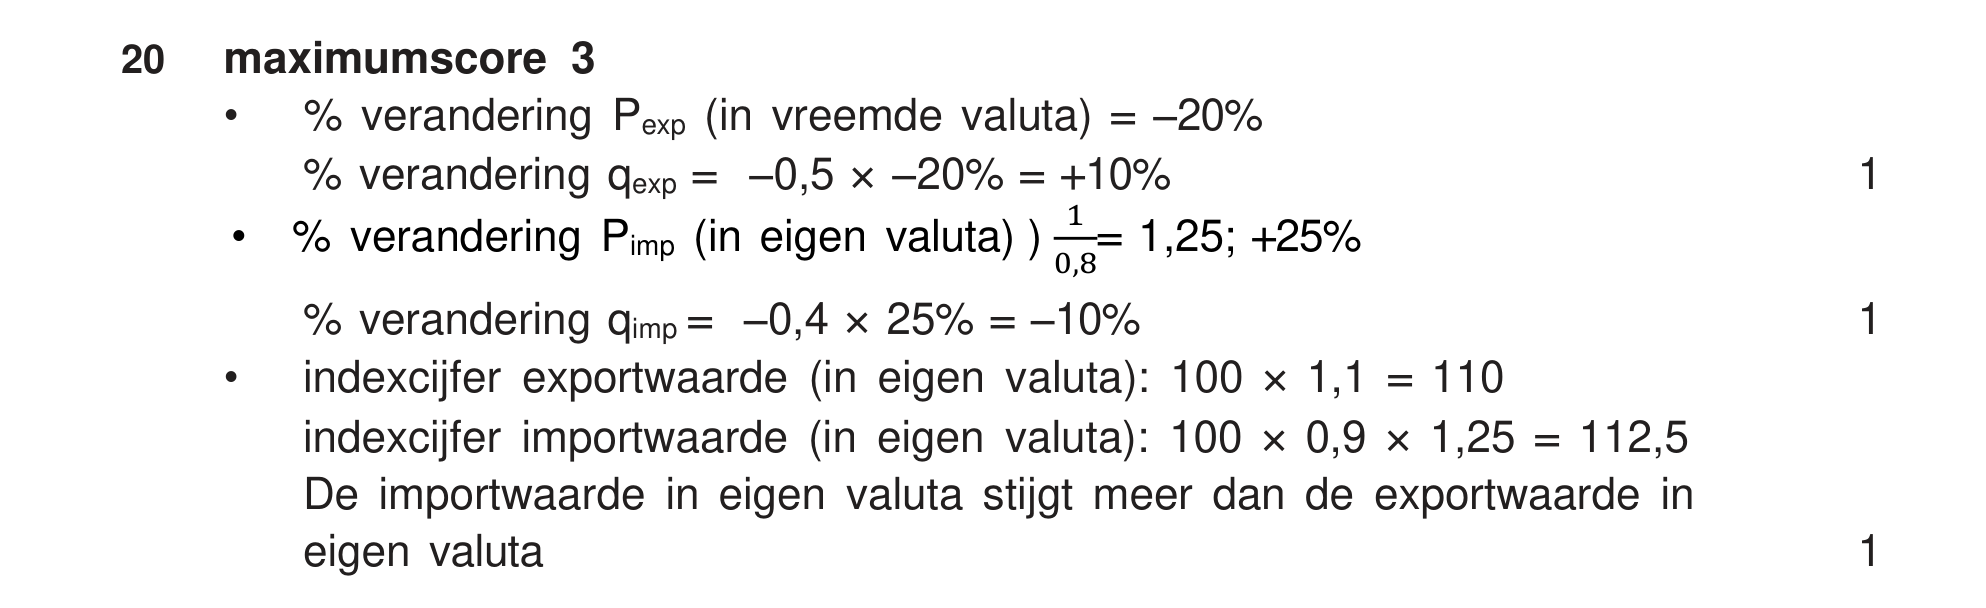 20 maximumscore 3
• % verandering Pexp (in vreemde valuta) = –20%
% verandering qexp = –0,5 × –20% = +10% 1
• % verandering Pimp (in eigen valuta) ) 1/0,8 = 1,25; +25%
% verandering qimp = –0,4 × 25% = –10% 1
• indexcijfer exportwaarde (in eigen valuta): 100 × 1,1 = 110
indexcijfer importwaarde (in eigen valuta): 100 × 0,9 × 1,25 = 112,5
De importwaarde in eigen valuta stijgt meer dan de exportwaarde in
eigen valuta 1